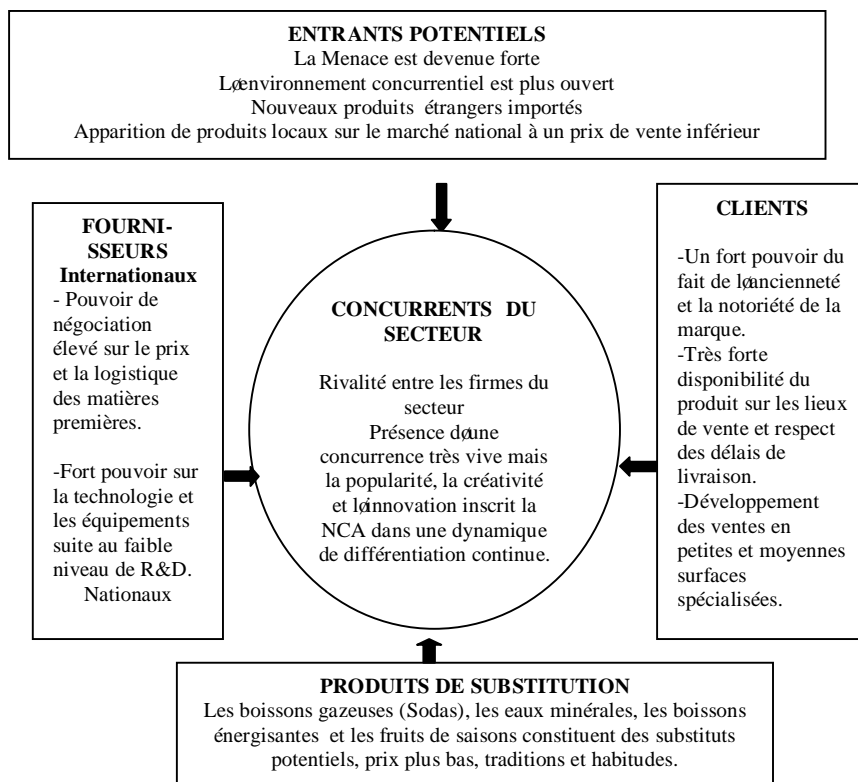 ENTRANTS POTENTIELS
La Menace est devenue forte
Løenvironnement concurrentiel est plus ouvert
Nouveaux produits étrangers importés
Apparition de produits locaux sur le marché national à un prix de vente inférieur
FOURNI-
SSEURS
Internationaux
- Pouvoir de
négociation
élevé sur le prix
et la logistique
des matières
premières.
-Fort pouvoir sur
la technologie et
les équipements
suite au faible
niveau de R&D.
Nationaux
CONCURRENTS DU
SECTEUR
Rivalité entre les firmes du
secteur
Présence døune
concurrence très vive mais
la popularité, la créativité
et løinnovation inscrit la
NCA dans une dynamique
de différentiation continue.
CLIENTS
-Un fort pouvoir du
fait de løancienneté
et la notoriété de la
marque.
-Très forte
disponibilité du
produit sur les lieux
de vente et respect
des délais de
livraison.
-Développement
des ventes en
petites et moyennes
surfaces
spécialisées.
PRODUITS DE SUBSTITUTION
Les boissons gazeuses (Sodas), les eaux minérales, les boissons
énergisantes et les fruits de saisons constituent des substituts
potentiels, prix plus bas, traditions et habitudes.